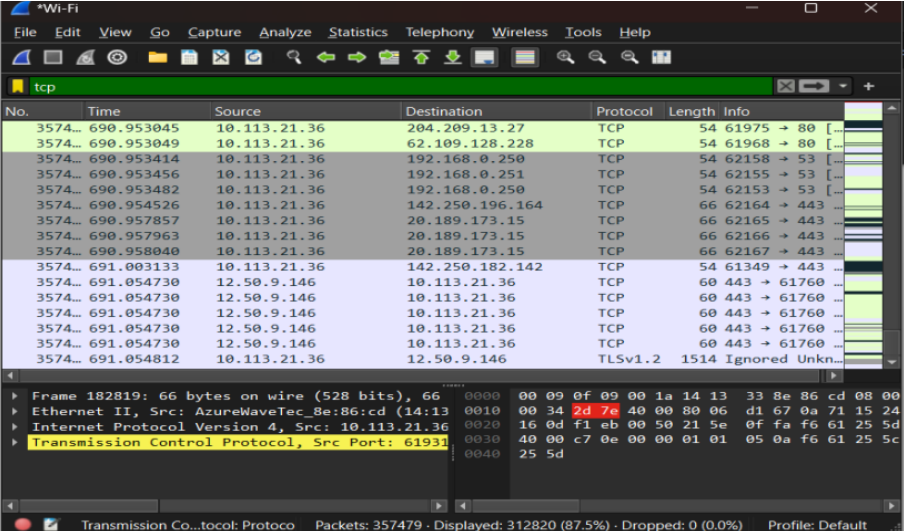 *Wi-Fi
File Edit View Go Capture Analyze Statistics Telephony Wireless Tools Help
tcp
No. Time Source Destination Protocol Length Info
3574… 690.953045 10.113.21.36 204.209.13.27 TCP 54 61975 → 80 […
3574… 690.953049 10.113.21.36 62.109.128.228 TCP 54 61968 → 80 […
3574… 690.953414 10.113.21.36 192.168.0.250 TCP 54 62158 → 53 […
3574… 690.953456 10.113.21.36 192.168.0.251 TCP 54 62155 → 53 […
3574… 690.953482 10.113.21.36 192.168.0.250 TCP 54 62153 → 53 […
3574… 690.954526 10.113.21.36 142.250.196.164 TCP 66 62164 → 443 …
3574… 690.957857 10.113.21.36 20.189.173.15 TCP 66 62165 → 443 …
3574… 690.957963 10.113.21.36 20.189.173.15 TCP 66 62166 → 443 …
3574… 690.958040 10.113.21.36 20.189.173.15 TCP 66 62167 → 443 …
3574… 691.003133 10.113.21.36 142.250.182.142 TCP 54 61349 → 443 …
3574… 691.054730 12.50.9.146 10.113.21.36 TCP 60 443 → 61760 …
3574… 691.054730 12.50.9.146 10.113.21.36 TCP 60 443 → 61760 …
3574… 691.054730 12.50.9.146 10.113.21.36 TCP 60 443 → 61760 …
3574… 691.054730 12.50.9.146 10.113.21.36 TCP 60 443 → 61760 …
3574… 691.054730 12.50.9.146 10.113.21.36 TCP 60 443 → 61760 …
3574… 691.054812 10.113.21.36 12.50.9.146 TLSv1.2 1514 Ignored Unkn…
Frame 182819: 66 bytes on wire (528 bits), 66
Ethernet II, Src: AzureWaveTec_8e:86:cd (14:13
Internet Protocol Version 4, Src: 10.113.21.36
Transmission Control Protocol, Src Port: 61931
0000 00 09 0f 09 00 1a 14 13 33 8e 86 cd 08 00
0010 00 34 2d 7e 40 00 80 06 d1 67 0a 71 15 24
0020 16 0d f1 eb 00 50 21 5e 0f fa f6 61 25 5d
0030 40 00 c7 0e 00 00 01 01 05 0a f6 61 25 5c
0040 25 5d
Transmission Co…tocol: Protoco Packets: 357479 · Displayed: 312820 (87.5%) · Dropped: 0 (0.0%) Profile: Default